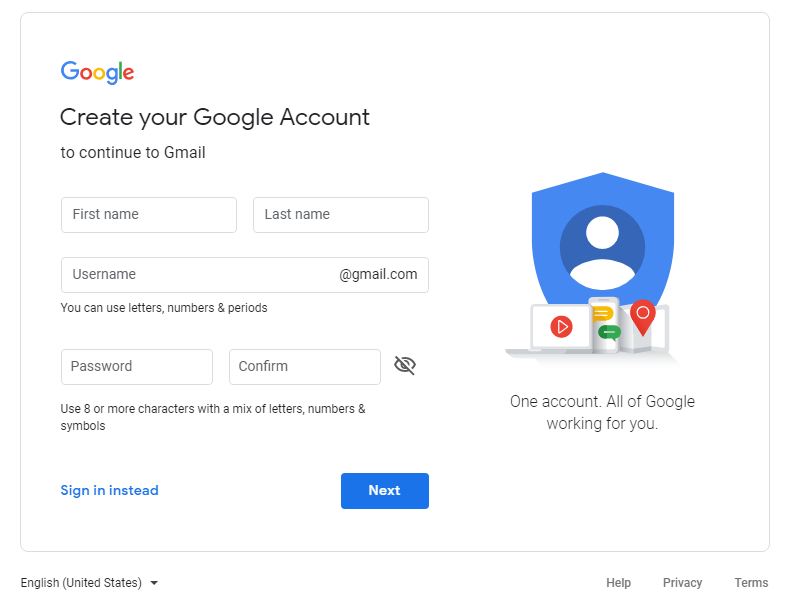 Google
Create your Google Account
to continue to Gmail
First name
Last name
Username @gmail.com
You can use letters, numbers & periods
Password
Confirm
Use 8 or more characters with a mix of letters, numbers &
symbols
Sign in instead
Next
One account. All of Google
working for you.
English (United States)
Help
Privacy
Terms